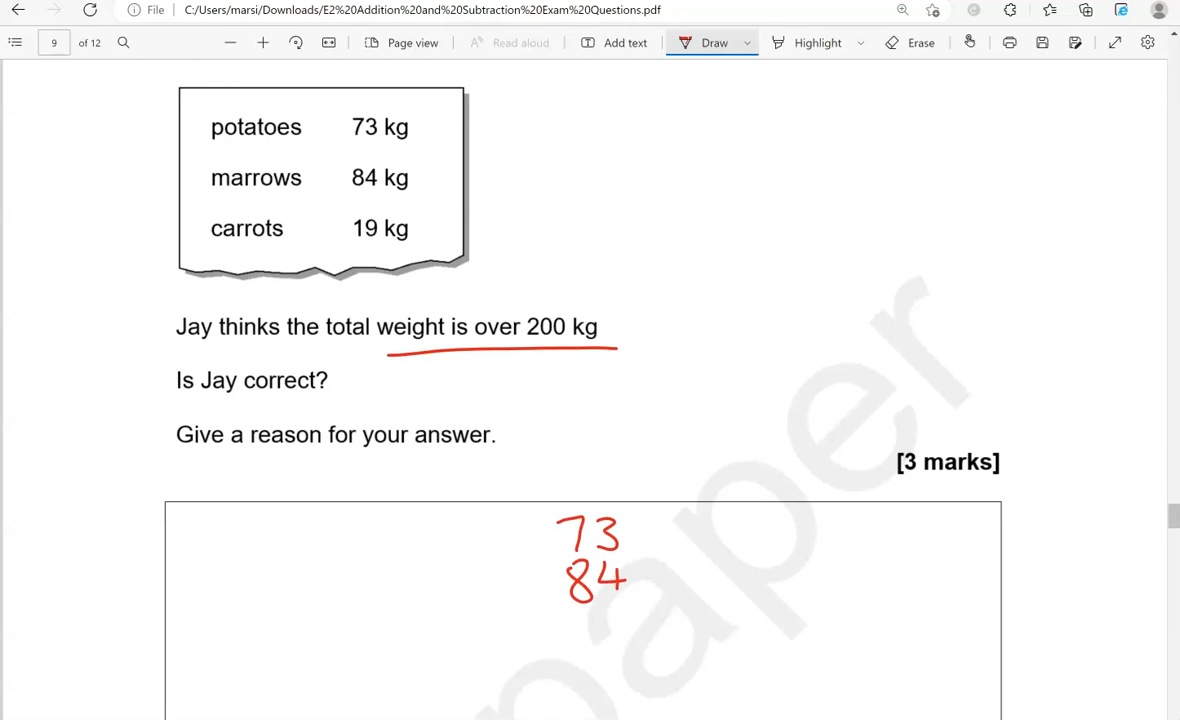 File C:/Users/marsi/Downloads/E2%20Addition%20and%20Subtraction%20Exam%20Questions.pdf
9 of 12 Page view Read aloud Add text Draw Highlight Erase
potatoes 73 kg
marrows 84 kg
carrots 19 kg
Jay thinks the total weight is over 200 kg
Is Jay correct?
Give a reason for your answer.
[3 marks]
73
84
paper